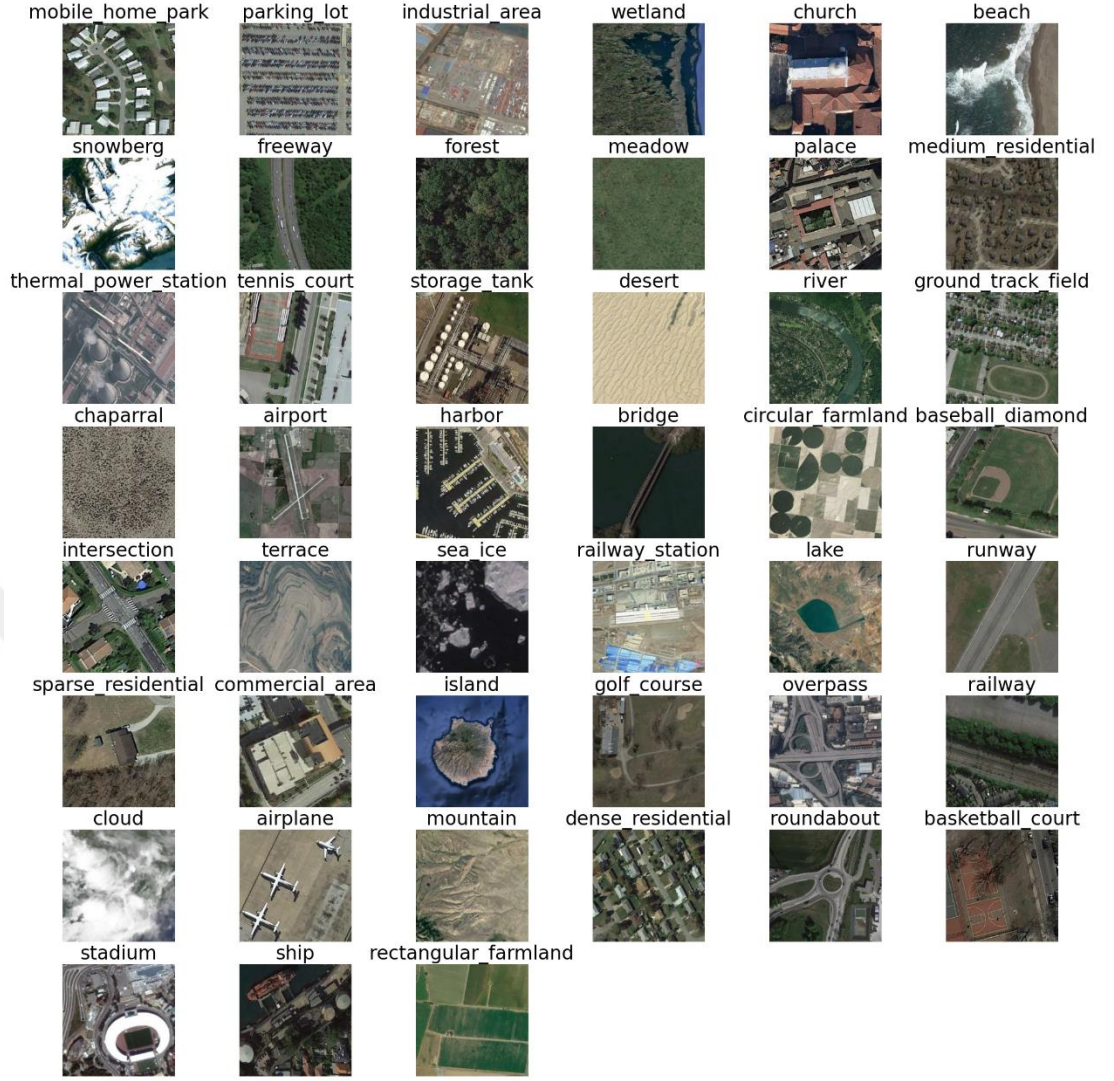 mobile_home_park parking_lot industrial_area wetland church beach
snowberg freeway forest meadow palace medium_residential
thermal_power_station tennis_court storage_tank desert river ground_track_field
chaparral airport harbor bridge circular_farmland baseball_diamond
intersection terrace sea_ice railway_station lake runway
sparse_residential commercial_area island golf_course overpass railway
cloud airplane mountain dense_residential roundabout basketball_court
stadium ship rectangular_farmland